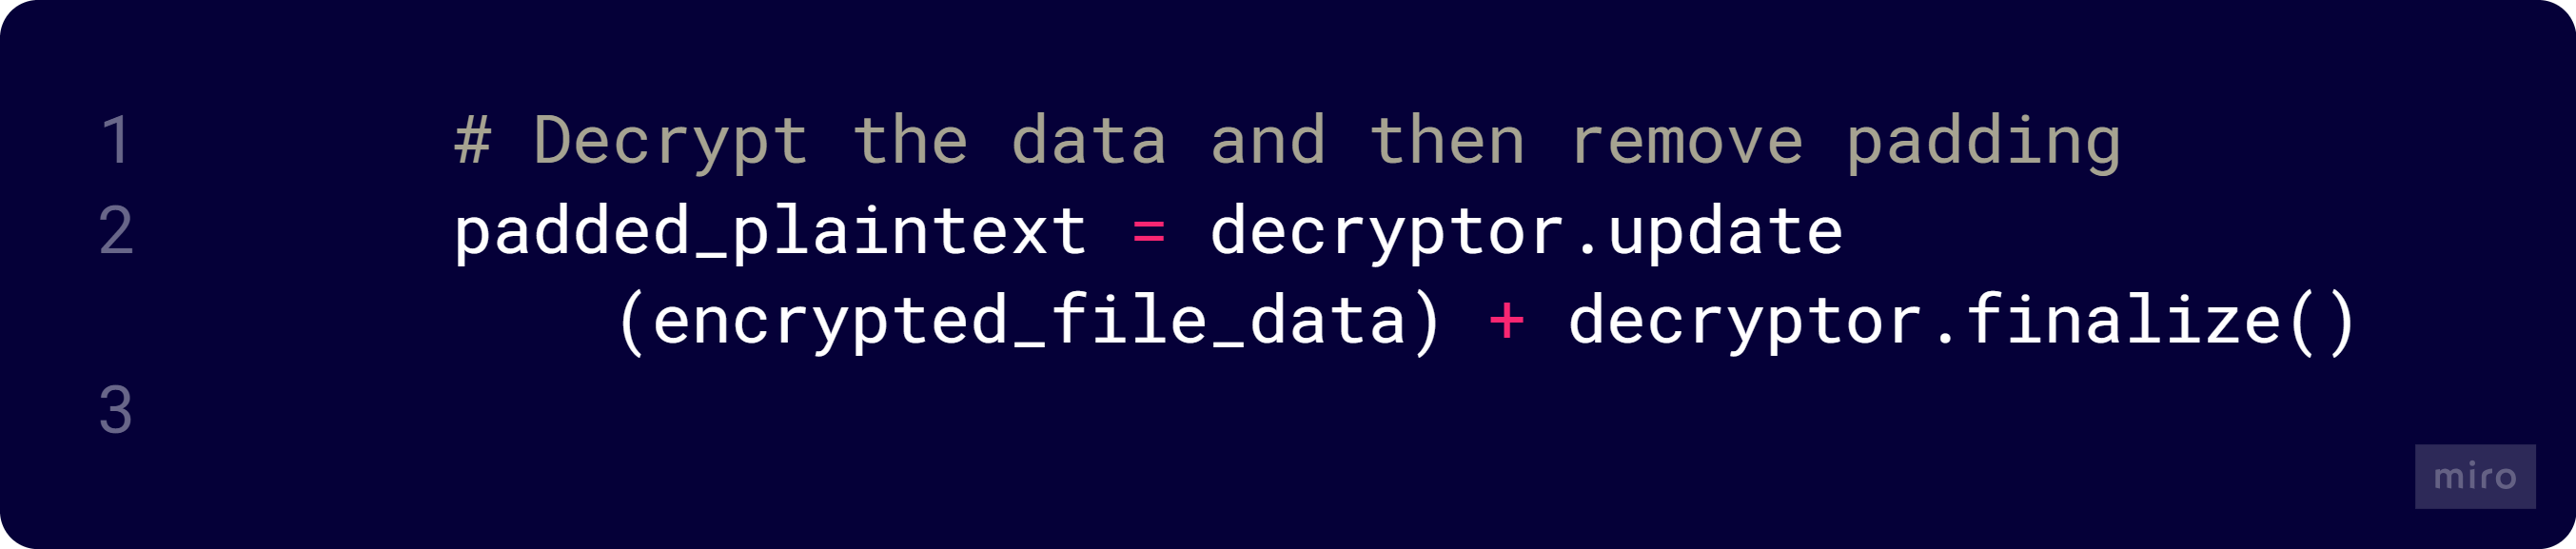 1 # Decrypt the data and then remove padding
2 padded_plaintext = decryptor.update
(encrypted_file_data) + decryptor.finalize()
3
miro